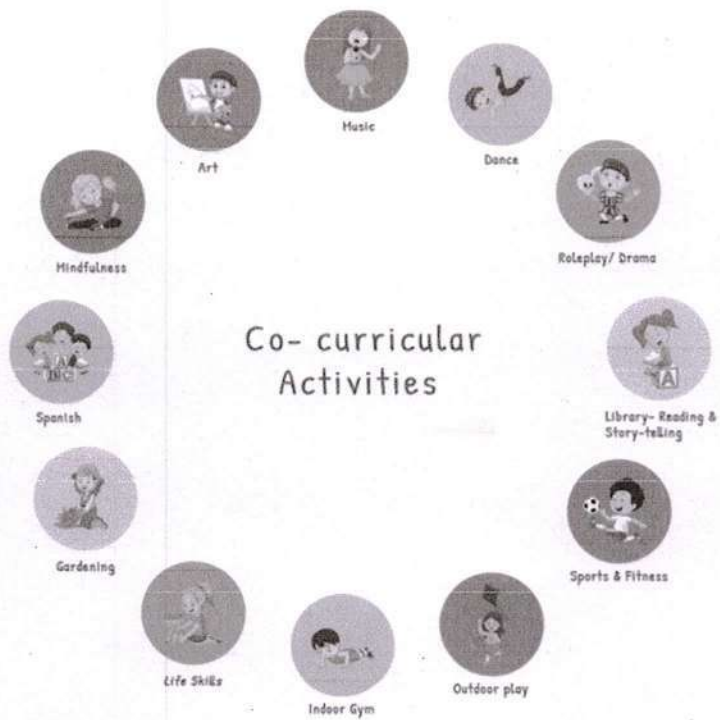 Music
Art
Dance
Mindfulness
Roleplay/ Drama
Co- curricular
Activities
Spanish
Library- Reading &
Story-telling
Gardening
Sports & Fitness
Life Skills
Outdoor play
Indoor Gym
A
B C
A